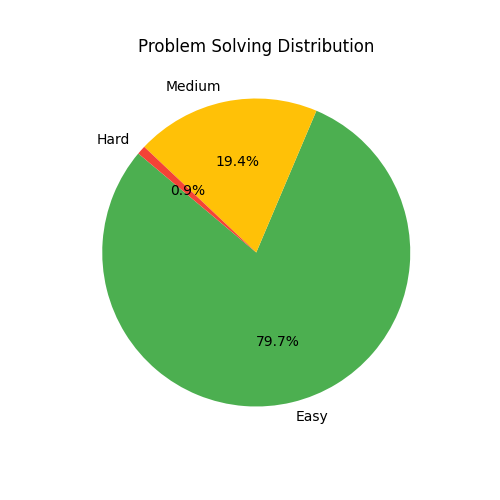 Problem Solving Distribution
Medium
Hard
19.4%
0.9%
79.7%
Easy